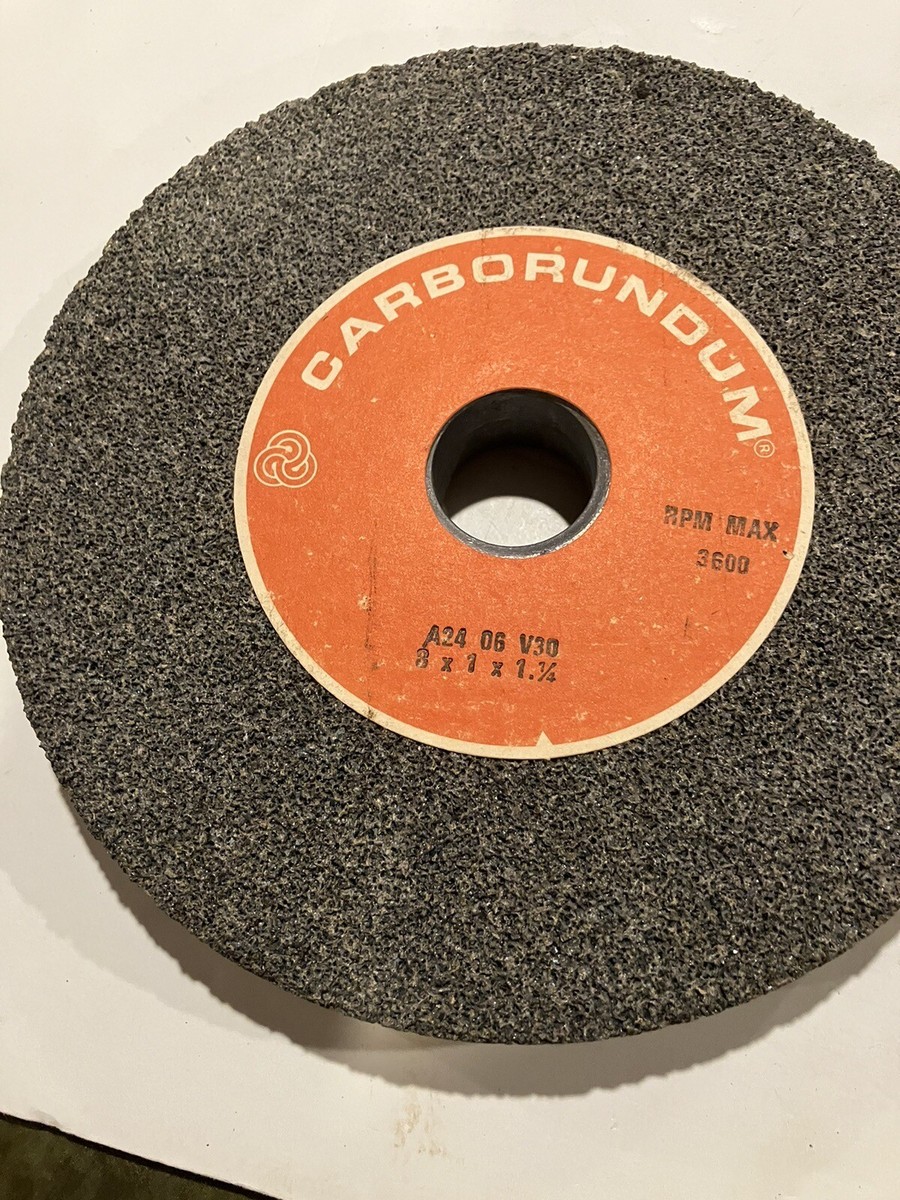 CARBORUNDUM®
RPM MAX
3600
A24 06 V30
8 x 1 x 1.¼